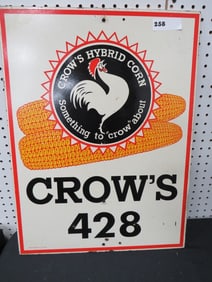 258
CROW'S HYBRID CORN
Something to "crow" about
CROW'S
428